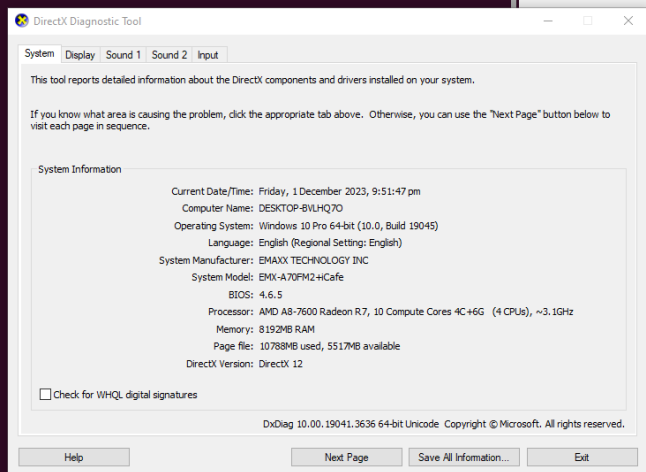 DirectX Diagnostic Tool
System Display Sound 1 Sound 2 Input
This tool reports detailed information about the DirectX components and drivers installed on your system.
If you know what area is causing the problem, click the appropriate tab above. Otherwise, you can use the "Next Page" button below to
visit each page in sequence.
System Information
Current Date/Time: Friday, 1 December 2023, 9:51:47 pm
Computer Name: DESKTOP-BVLHQ7O
Operating System: Windows 10 Pro 64-bit (10.0, Build 19045)
Language: English (Regional Setting: English)
System Manufacturer: EMAXX TECHNOLOGY INC
System Model: EMX-A70FM2+iCafe
BIOS: 4.6.5
Processor: AMD A8-7600 Radeon R7, 10 Compute Cores 4C+6G (4 CPUs), ~3.1GHz
Memory: 8192MB RAM
Page file: 10788MB used, 5517MB available
DirectX Version: DirectX 12
Check for WHQL digital signatures
DxDiag 10.00.19041.3636 64-bit Unicode Copyright © Microsoft. All rights reserved.
Help Next Page Save All Information... Exit